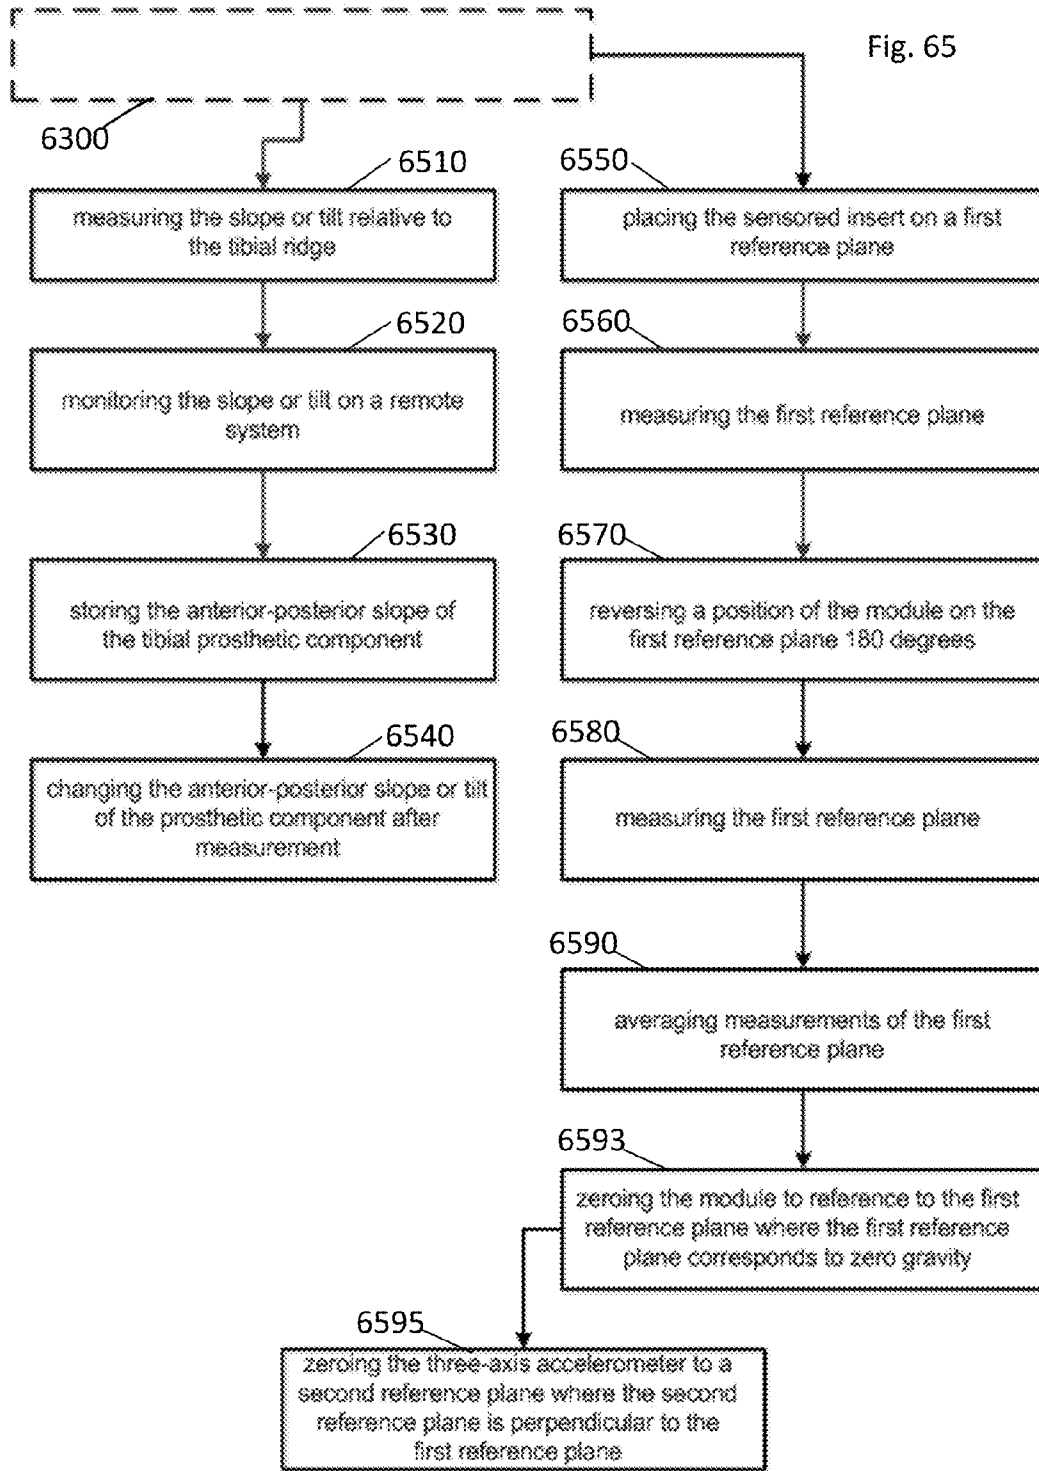 Fig. 65
6300
6510
measuring the slope or tilt relative to
the tibial ridge
6520
monitoring the slope or tilt on a remote
system
6530
storing the anterior-posterior slope of
the tibial prosthetic component
6540
changing the anterior-posterior slope or tilt
of the prosthetic component after
measurement
6550
placing the sensored insert on a first
reference plane
6560
measuring the first reference plane
6570
reversing a position of the module on the
first reference plane 180 degrees
6580
measuring the first reference plane
6590
averaging measurements of the first
reference plane
6593
zeroing the module to reference to the first
reference plane where the first reference
plane corresponds to zero gravity
6595
zeroing the three-axis accelerometer to a
second reference plane where the second
reference plane is perpendicular to the
first reference plane